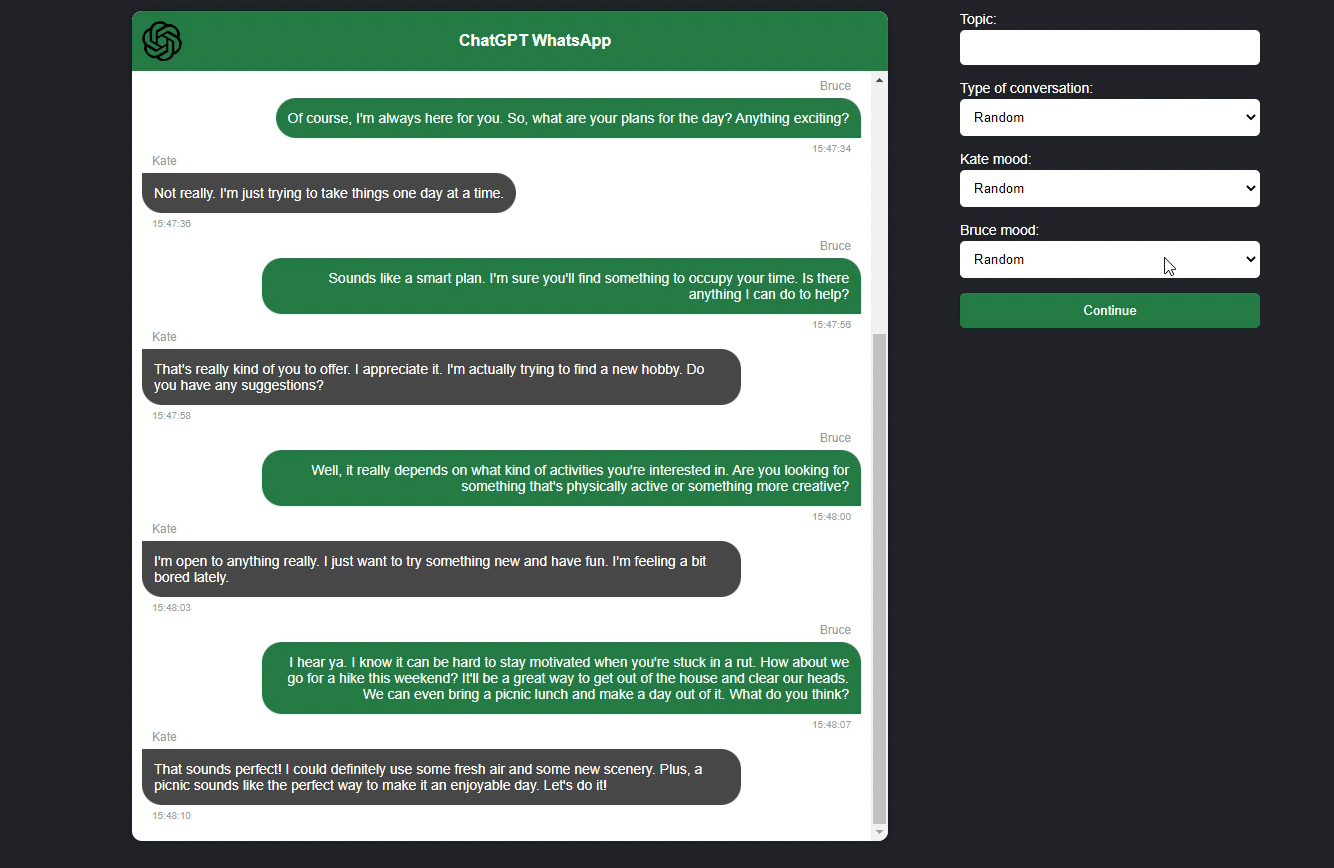 ChatGPT WhatsApp
Bruce
Of course, I'm always here for you. So, what are your plans for the day? Anything exciting?
15:47:34
Kate
Not really. I'm just trying to take things one day at a time.
15:47:36
Bruce
Sounds like a smart plan. I'm sure you'll find something to occupy your time. Is there
anything I can do to help?
15:47:56
Kate
That's really kind of you to offer. I appreciate it. I'm actually trying to find a new hobby. Do
you have any suggestions?
15:47:58
Bruce
Well, it really depends on what kind of activities you're interested in. Are you looking for
something that's physically active or something more creative?
15:48:00
Kate
I'm open to anything really. I just want to try something new and have fun. I'm feeling a bit
bored lately.
15:48:03
Bruce
I hear ya. I know it can be hard to stay motivated when you're stuck in a rut. How about we
go for a hike this weekend? It'll be a great way to get out of the house and clear our heads.
We can even bring a picnic lunch and make a day out of it. What do you think?
15:48:07
Kate
That sounds perfect! I could definitely use some fresh air and some new scenery. Plus, a
picnic sounds like the perfect way to make it an enjoyable day. Let's do it!
15:48:10
Topic:
Type of conversation:
Random
Kate mood:
Random
Bruce mood:
Random
Continue